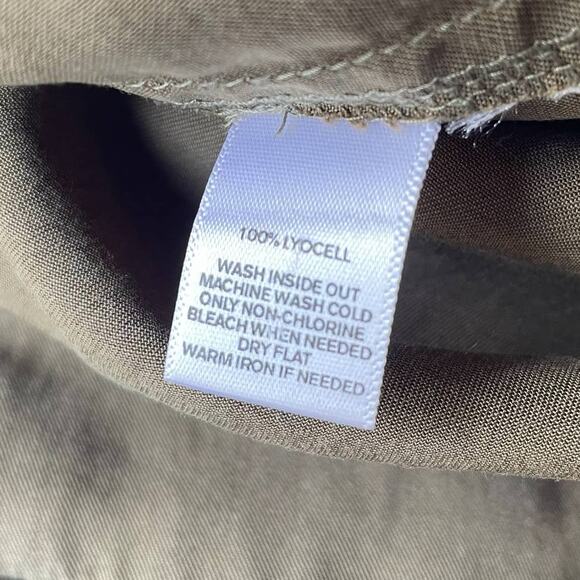 100% LYOCELL
WASH INSIDE OUT
MACHINE WASH COLD
ONLY NON-CHLORINE
BLEACH WHEN NEEDED
DRY FLAT
WARM IRON IF NEEDED